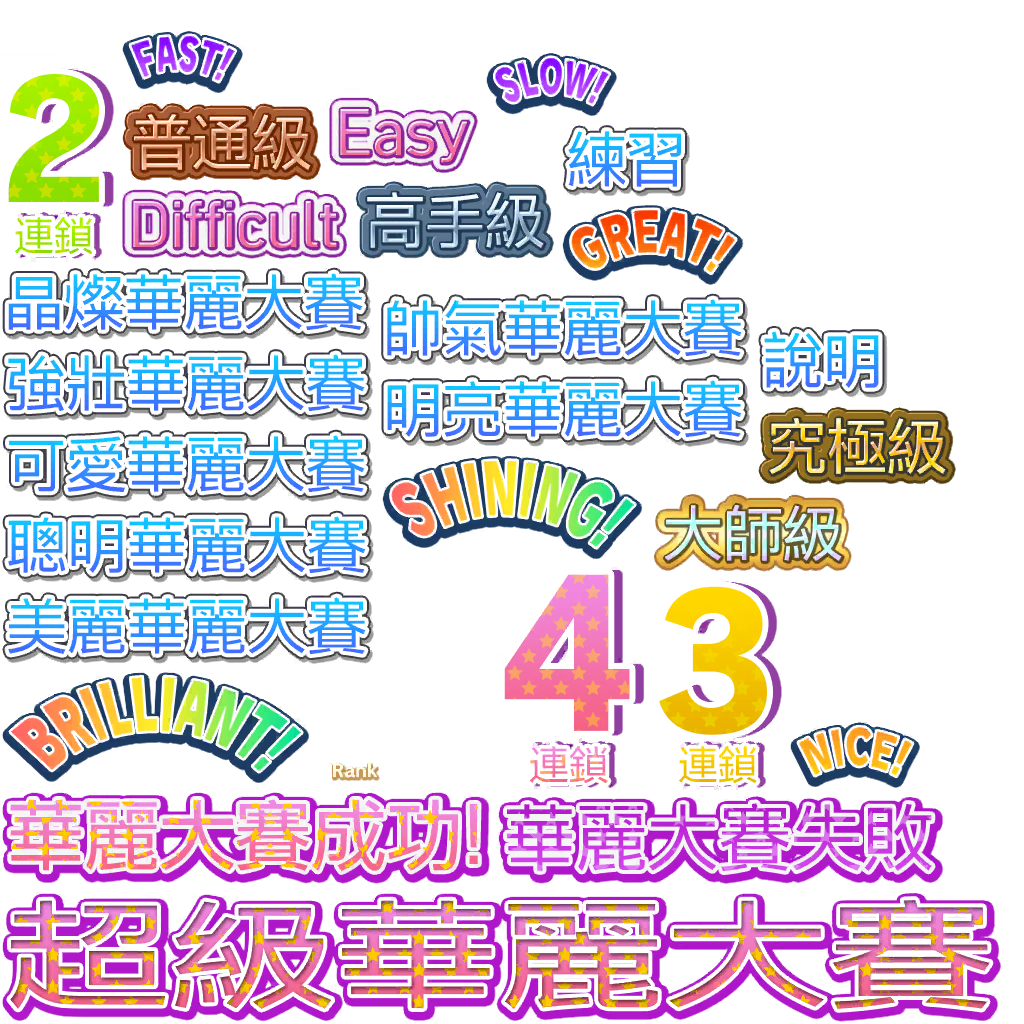 FAST!
SLOW!
2
連鎖
普通級
Easy
練習
Difficult
高手級
GREAT!
晶燦華麗大賽
帥氣華麗大賽
說明
強壯華麗大賽
明亮華麗大賽
究極級
可愛華麗大賽
SHINING!
大師級
聰明華麗大賽
美麗華麗大賽
4
連鎖
3
連鎖
BRILLIANT!
Rank
NICE!
華麗大賽成功!
華麗大賽失敗
超級華麗大賽